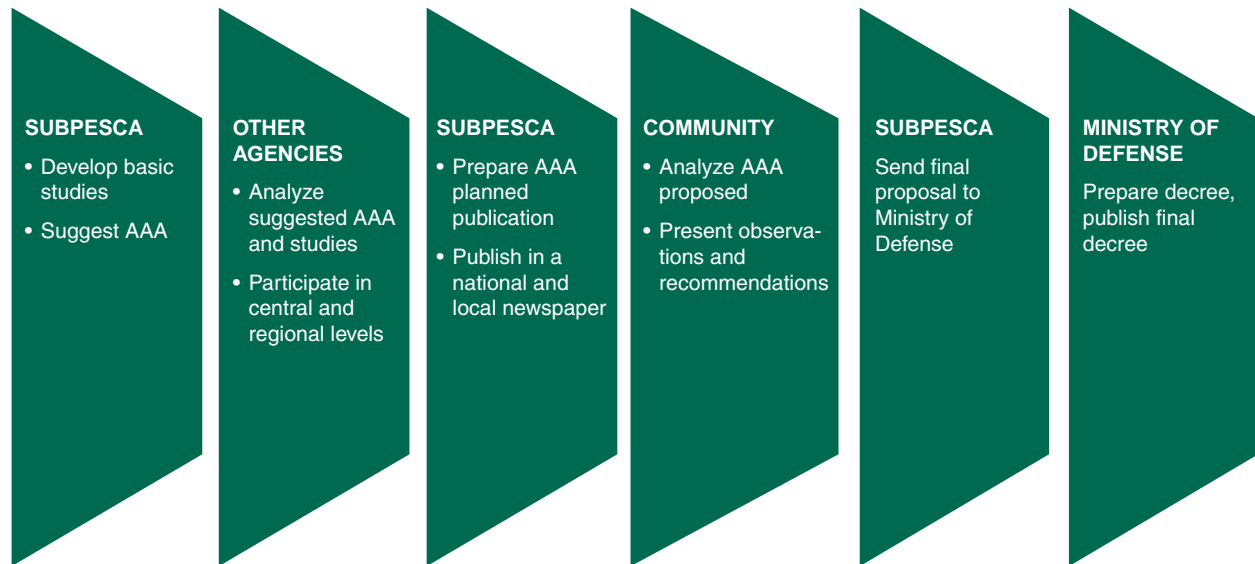 SUBPESCA
• Develop basic
studies
• Suggest AAA
OTHER
AGENCIES
• Analyze
suggested AAA
and studies
• Participate in
central and
regional levels
SUBPESCA
• Prepare AAA
planned
publication
• Publish in a
national and
local newspaper
COMMUNITY
• Analyze AAA
proposed
• Present observa-
tions and
recommendations
SUBPESCA
Send final
proposal to
Ministry of
Defense
MINISTRY OF
DEFENSE
Prepare decree,
publish final
decree